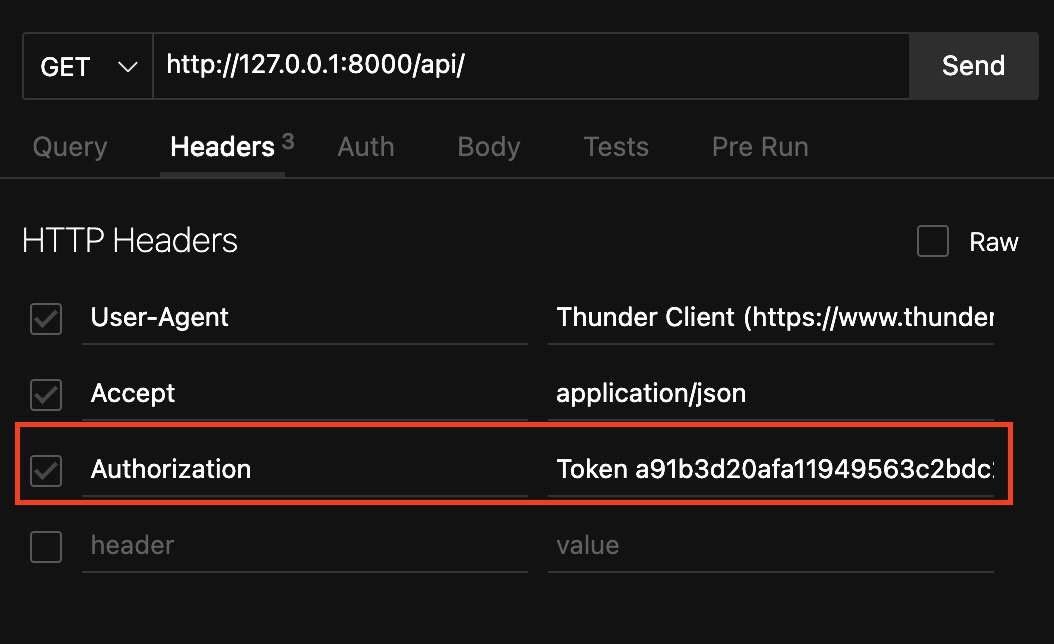 GET http://127.0.0.1:8000/api/ Send
Query Headers 3 Auth Body Tests Pre Run
HTTP Headers Raw
User-Agent Thunder Client (https://www.thunder
Accept application/json
Authorization Token a91b3d20afa11949563c2bdc
header value